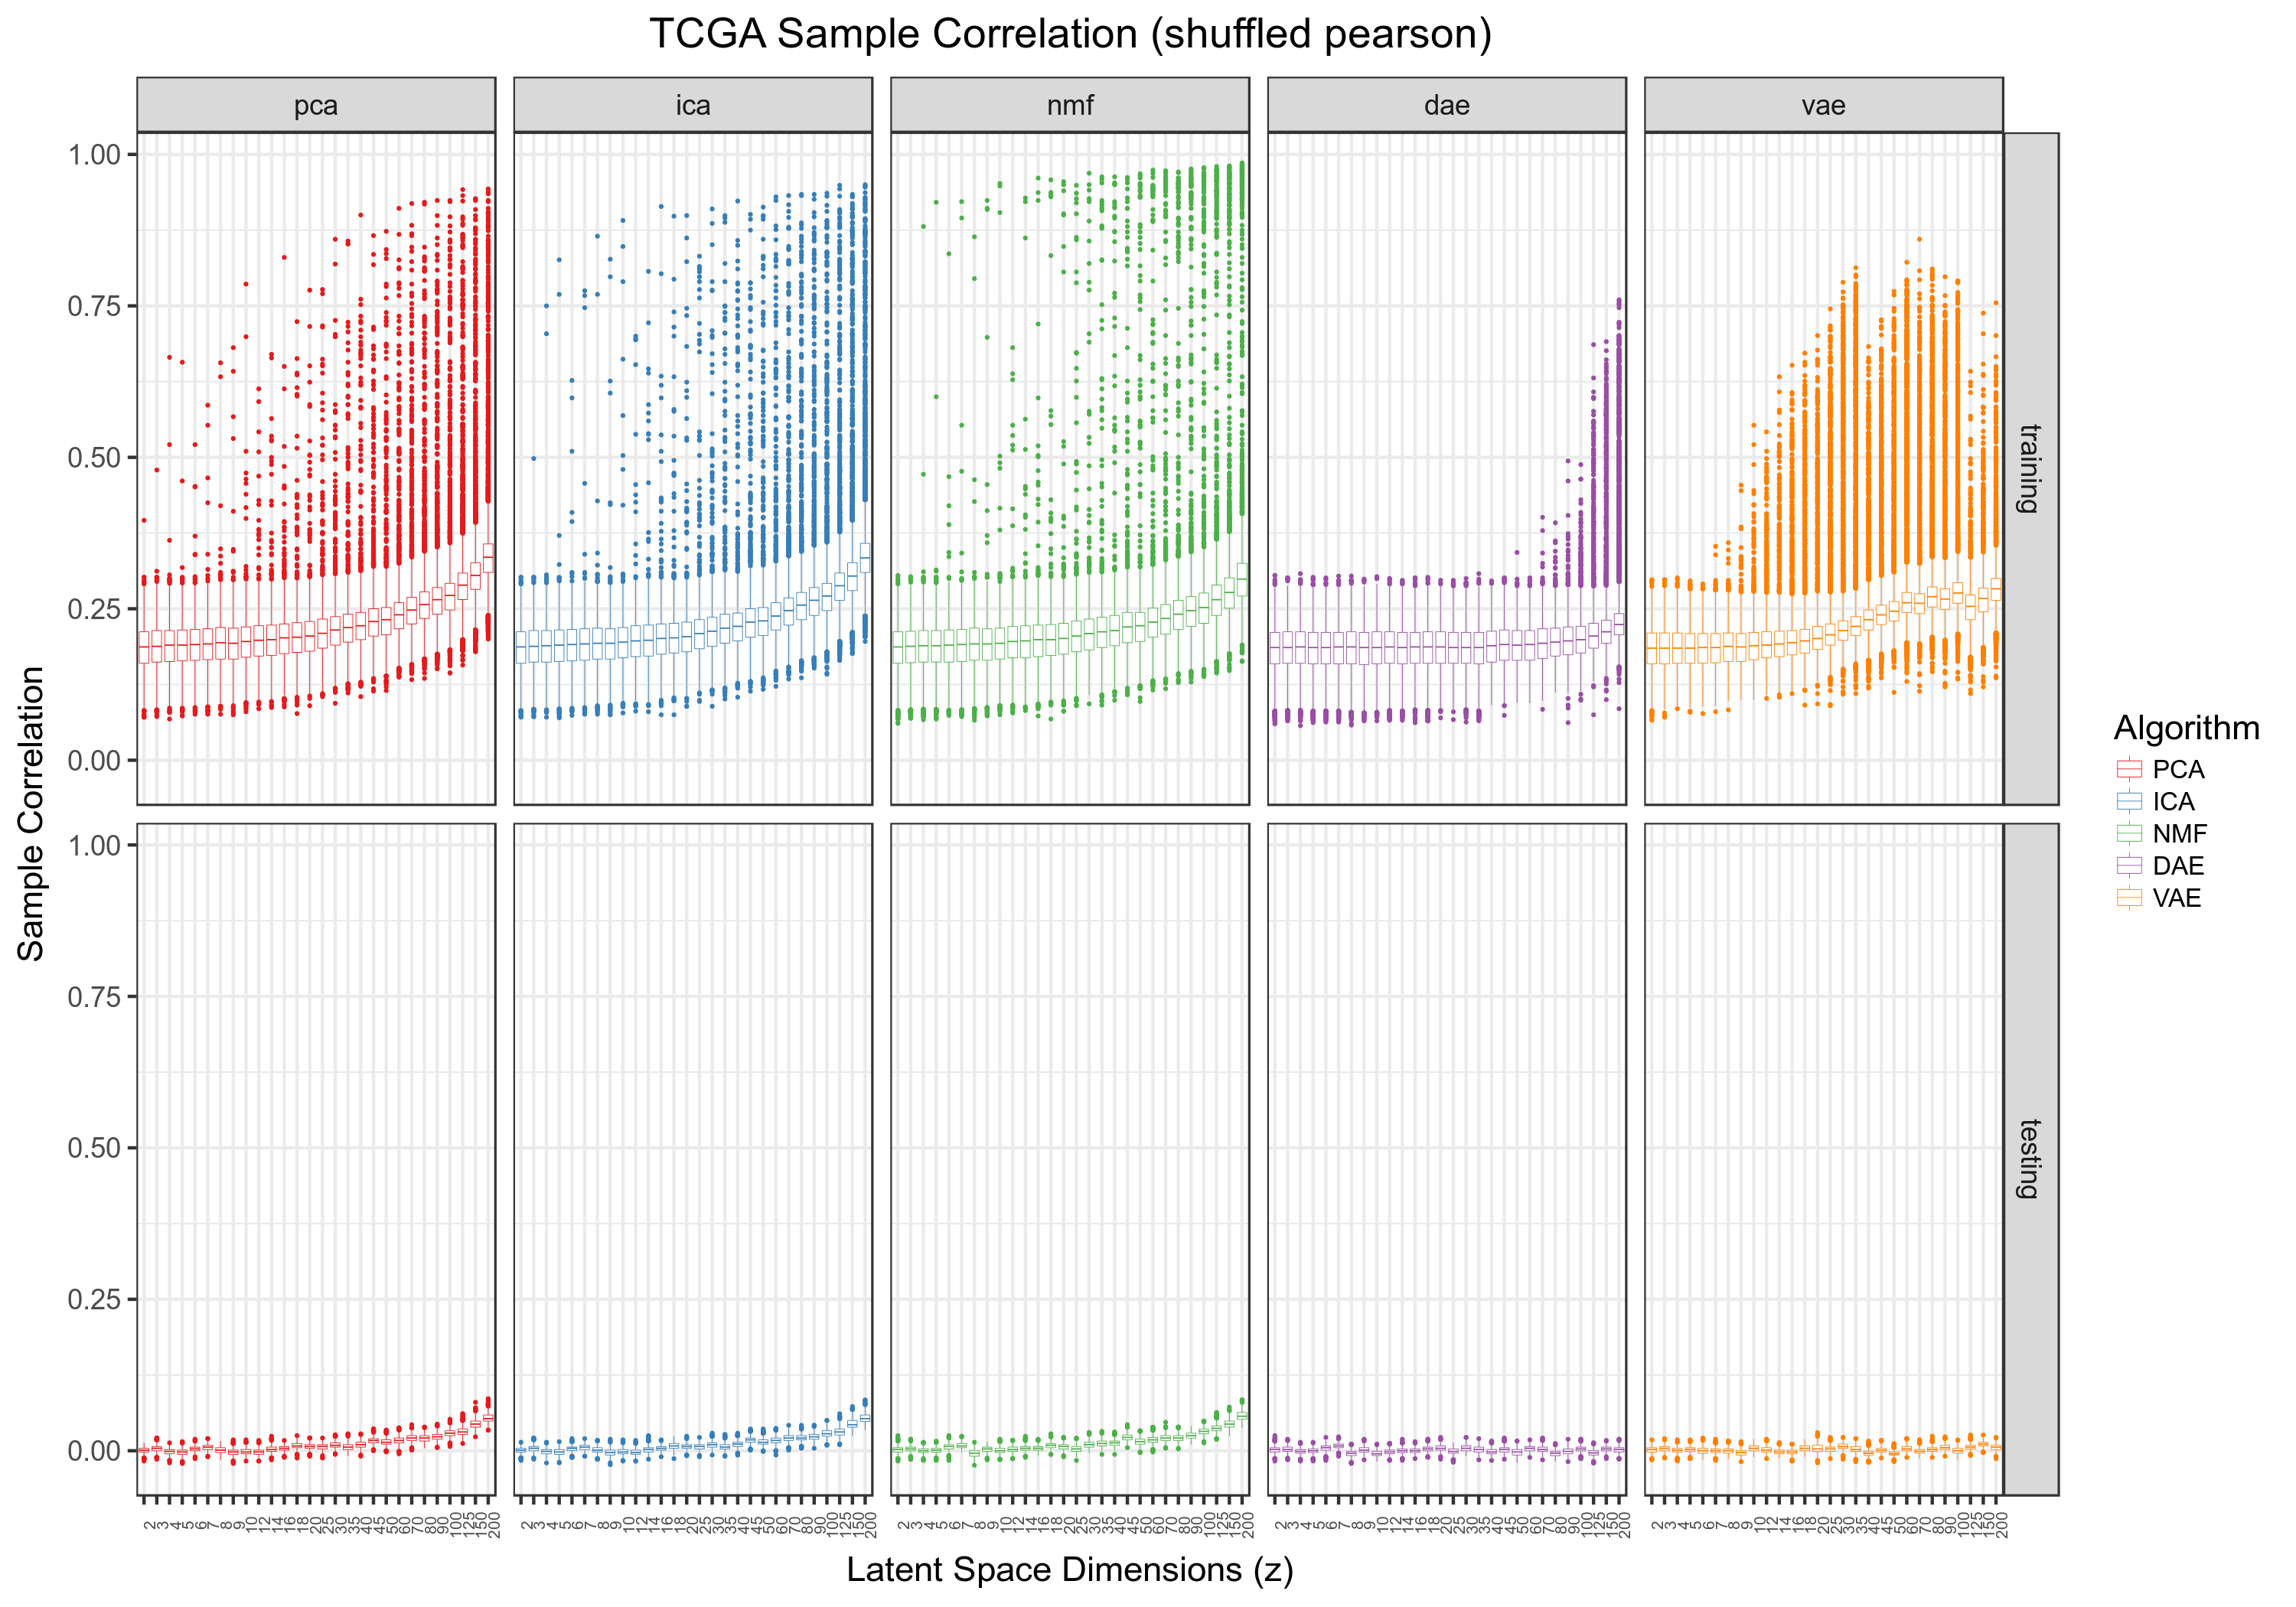 TCGA Sample Correlation (shuffled pearson)
pca ica nmf dae vae
1.00
0.75
0.50
0.25
0.00
training
1.00
0.75
0.50
0.25
0.00
testing
Sample Correlation
2 3 4 5 6 7 8 9 10 12 14 16 18 20 25 30 35 40 45 50 60 70 80 90 100 125 150 200
2 3 4 5 6 7 8 9 10 12 14 16 18 20 25 30 35 40 45 50 60 70 80 90 100 125 150 200
2 3 4 5 6 7 8 9 10 12 14 16 18 20 25 30 35 40 45 50 60 70 80 90 100 125 150 200
2 3 4 5 6 7 8 9 10 12 14 16 18 20 25 30 35 40 45 50 60 70 80 90 100 125 150 200
2 3 4 5 6 7 8 9 10 12 14 16 18 20 25 30 35 40 45 50 60 70 80 90 100 125 150 200
Latent Space Dimensions (z)
Algorithm
PCA
ICA
NMF
DAE
VAE